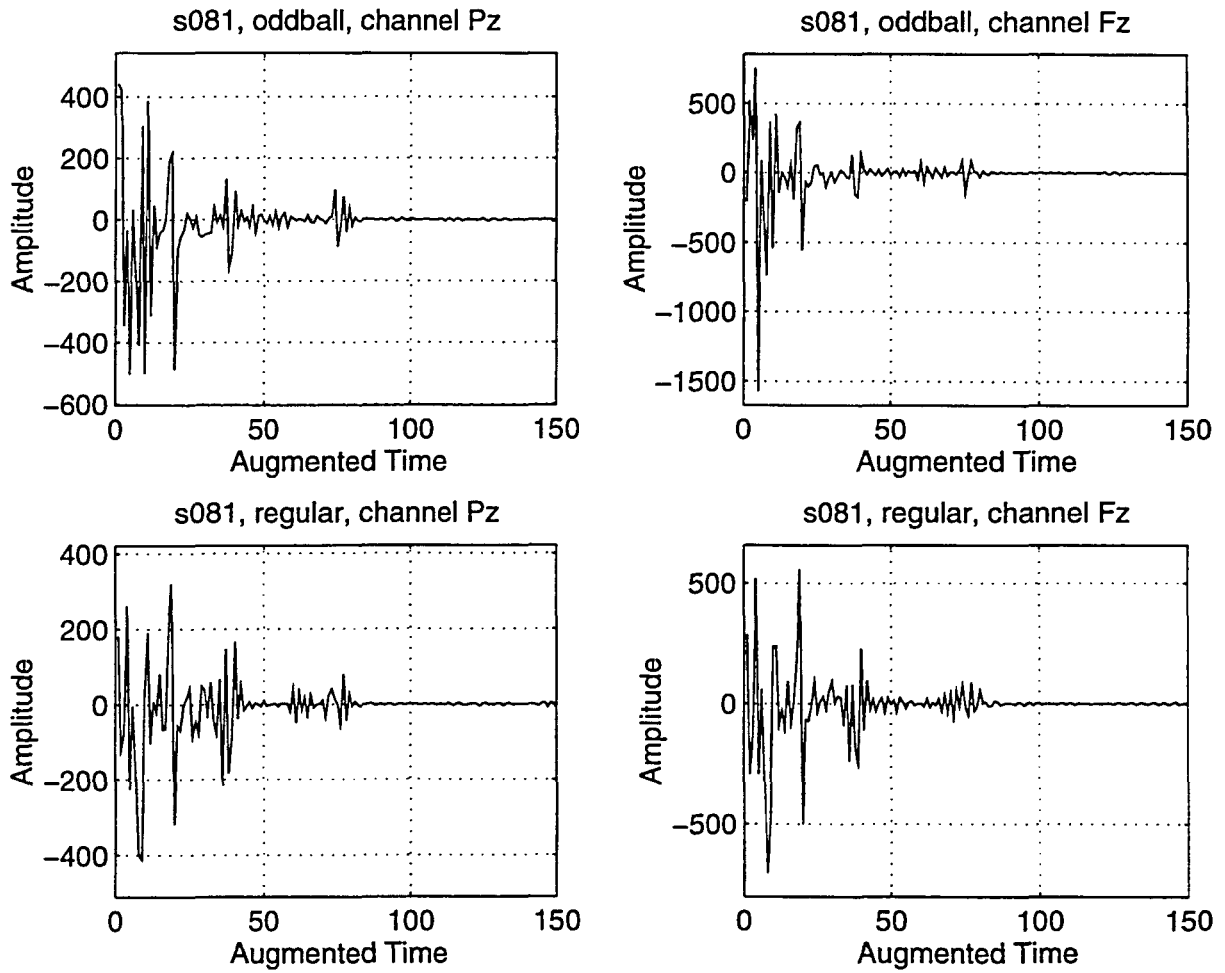 s081, oddball, channel Pz
400
200
0
−200
−400
−600
Amplitude
0 50 100 150
Augmented Time
s081, oddball, channel Fz
500
0
−500
−1000
−1500
Amplitude
0 50 100 150
Augmented Time
s081, regular, channel Pz
400
200
0
−200
−400
Amplitude
0 50 100 150
Augmented Time
s081, regular, channel Fz
500
0
−500
Amplitude
0 50 100 150
Augmented Time